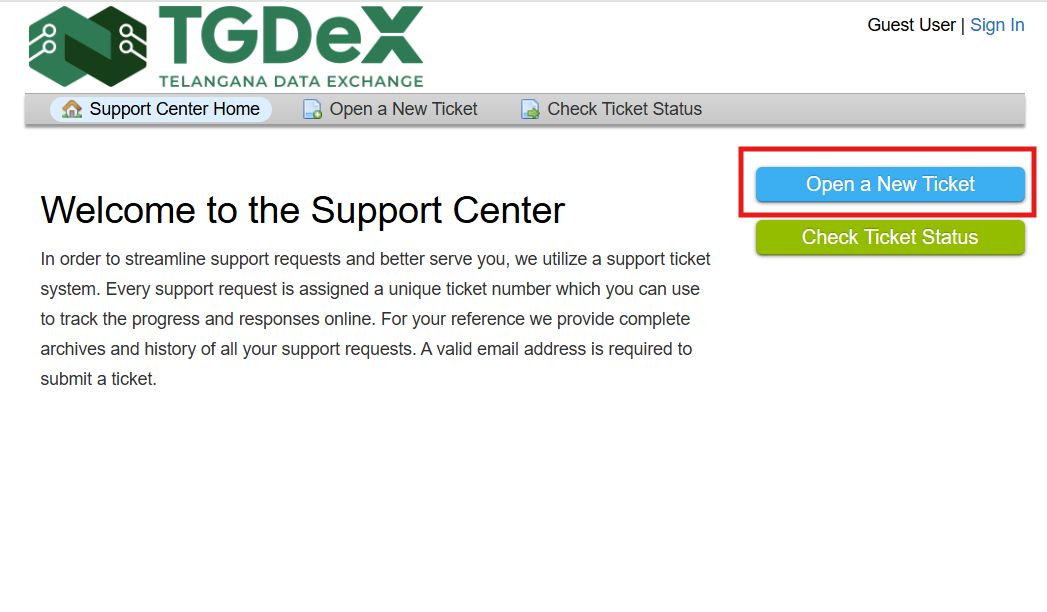 TGDeX
TELANGANA DATA EXCHANGE
Guest User | Sign In
Support Center Home
Open a New Ticket
Check Ticket Status
Open a New Ticket
Check Ticket Status
Welcome to the Support Center
In order to streamline support requests and better serve you, we utilize a support ticket
system. Every support request is assigned a unique ticket number which you can use
to track the progress and responses online. For your reference we provide complete
archives and history of all your support requests. A valid email address is required to
submit a ticket.